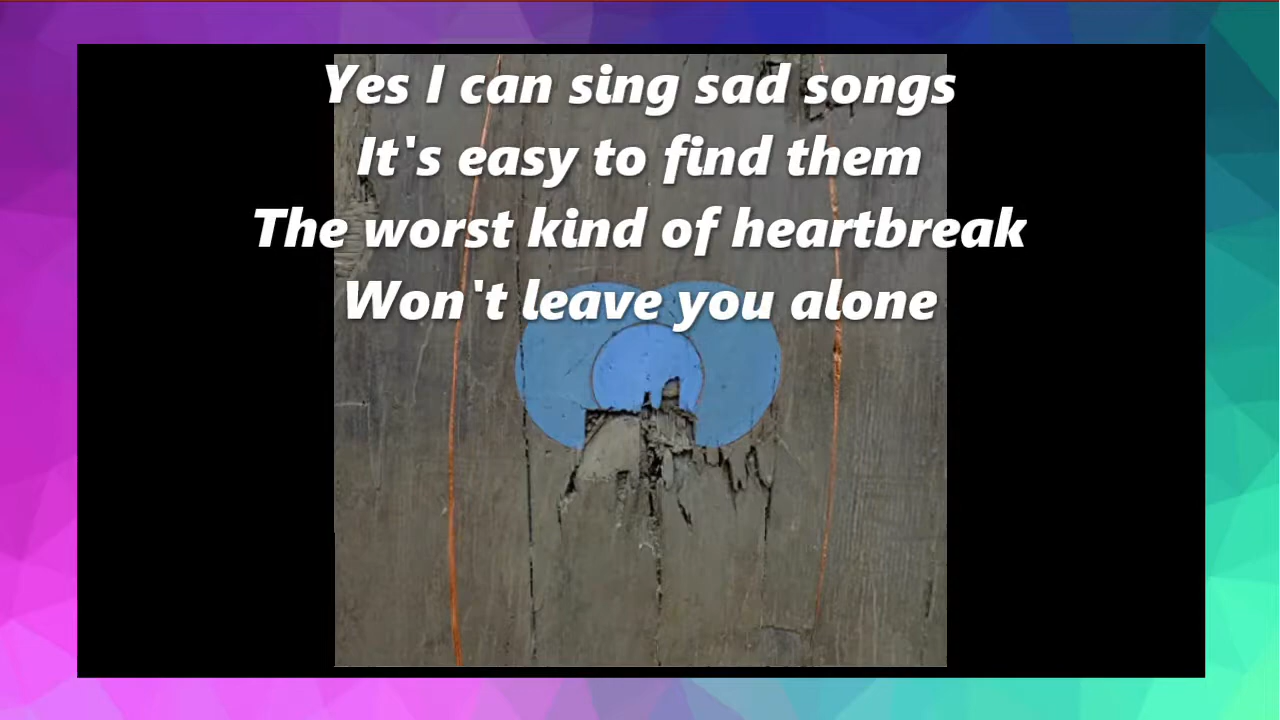 Yes I can sing sad songs
It's easy to find them
The worst kind of heartbreak
Won't leave you alone